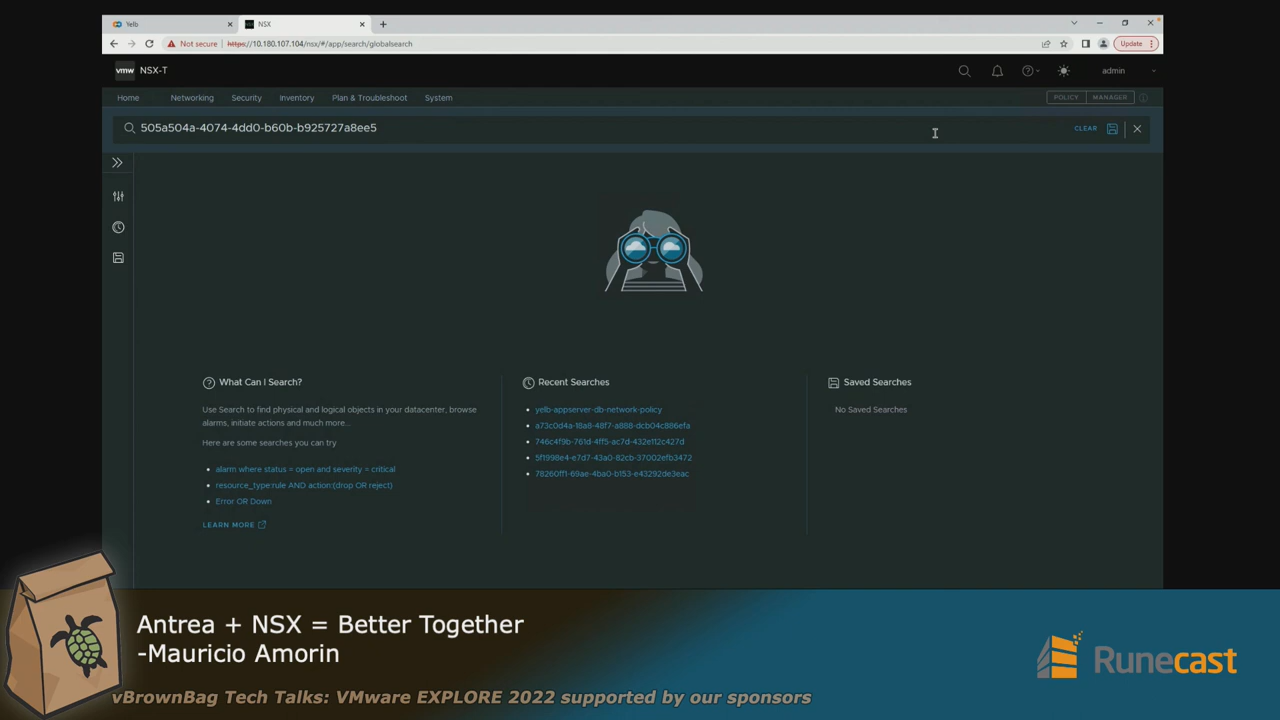 Yelb
NSX
Not secure https://10.180.107.104/nsx/#/app/search/globalsearch
Update
vmw NSX-T
admin
Home Networking Security Inventory Plan & Troubleshoot System
POLICY MANAGER
505a504a-4074-4dd0-b60b-b925727a8ee5
CLEAR
What Can I Search?
Use Search to find physical and logical objects in your datacenter, browse
alarms, initiate actions and much more...
Here are some searches you can try
alarm where status = open and severity = critical
resource_type:rule AND action:(drop OR reject)
Error OR Down
LEARN MORE
Recent Searches
yelb-appserver-db-network-policy
a73c0d4a-18a8-48f7-a888-dcb04c886efa
746c4f9b-761d-4ff5-ac7d-432e112c427d
5f1998e4-e7d7-43a0-82cb-37002efb3472
78260ff1-69ae-4ba0-b153-e43292de3eac
Saved Searches
No Saved Searches
Antrea + NSX = Better Together
-Mauricio Amorin
Runecast
vBrownBag Tech Talks: VMware EXPLORE 2022 supported by our sponsors